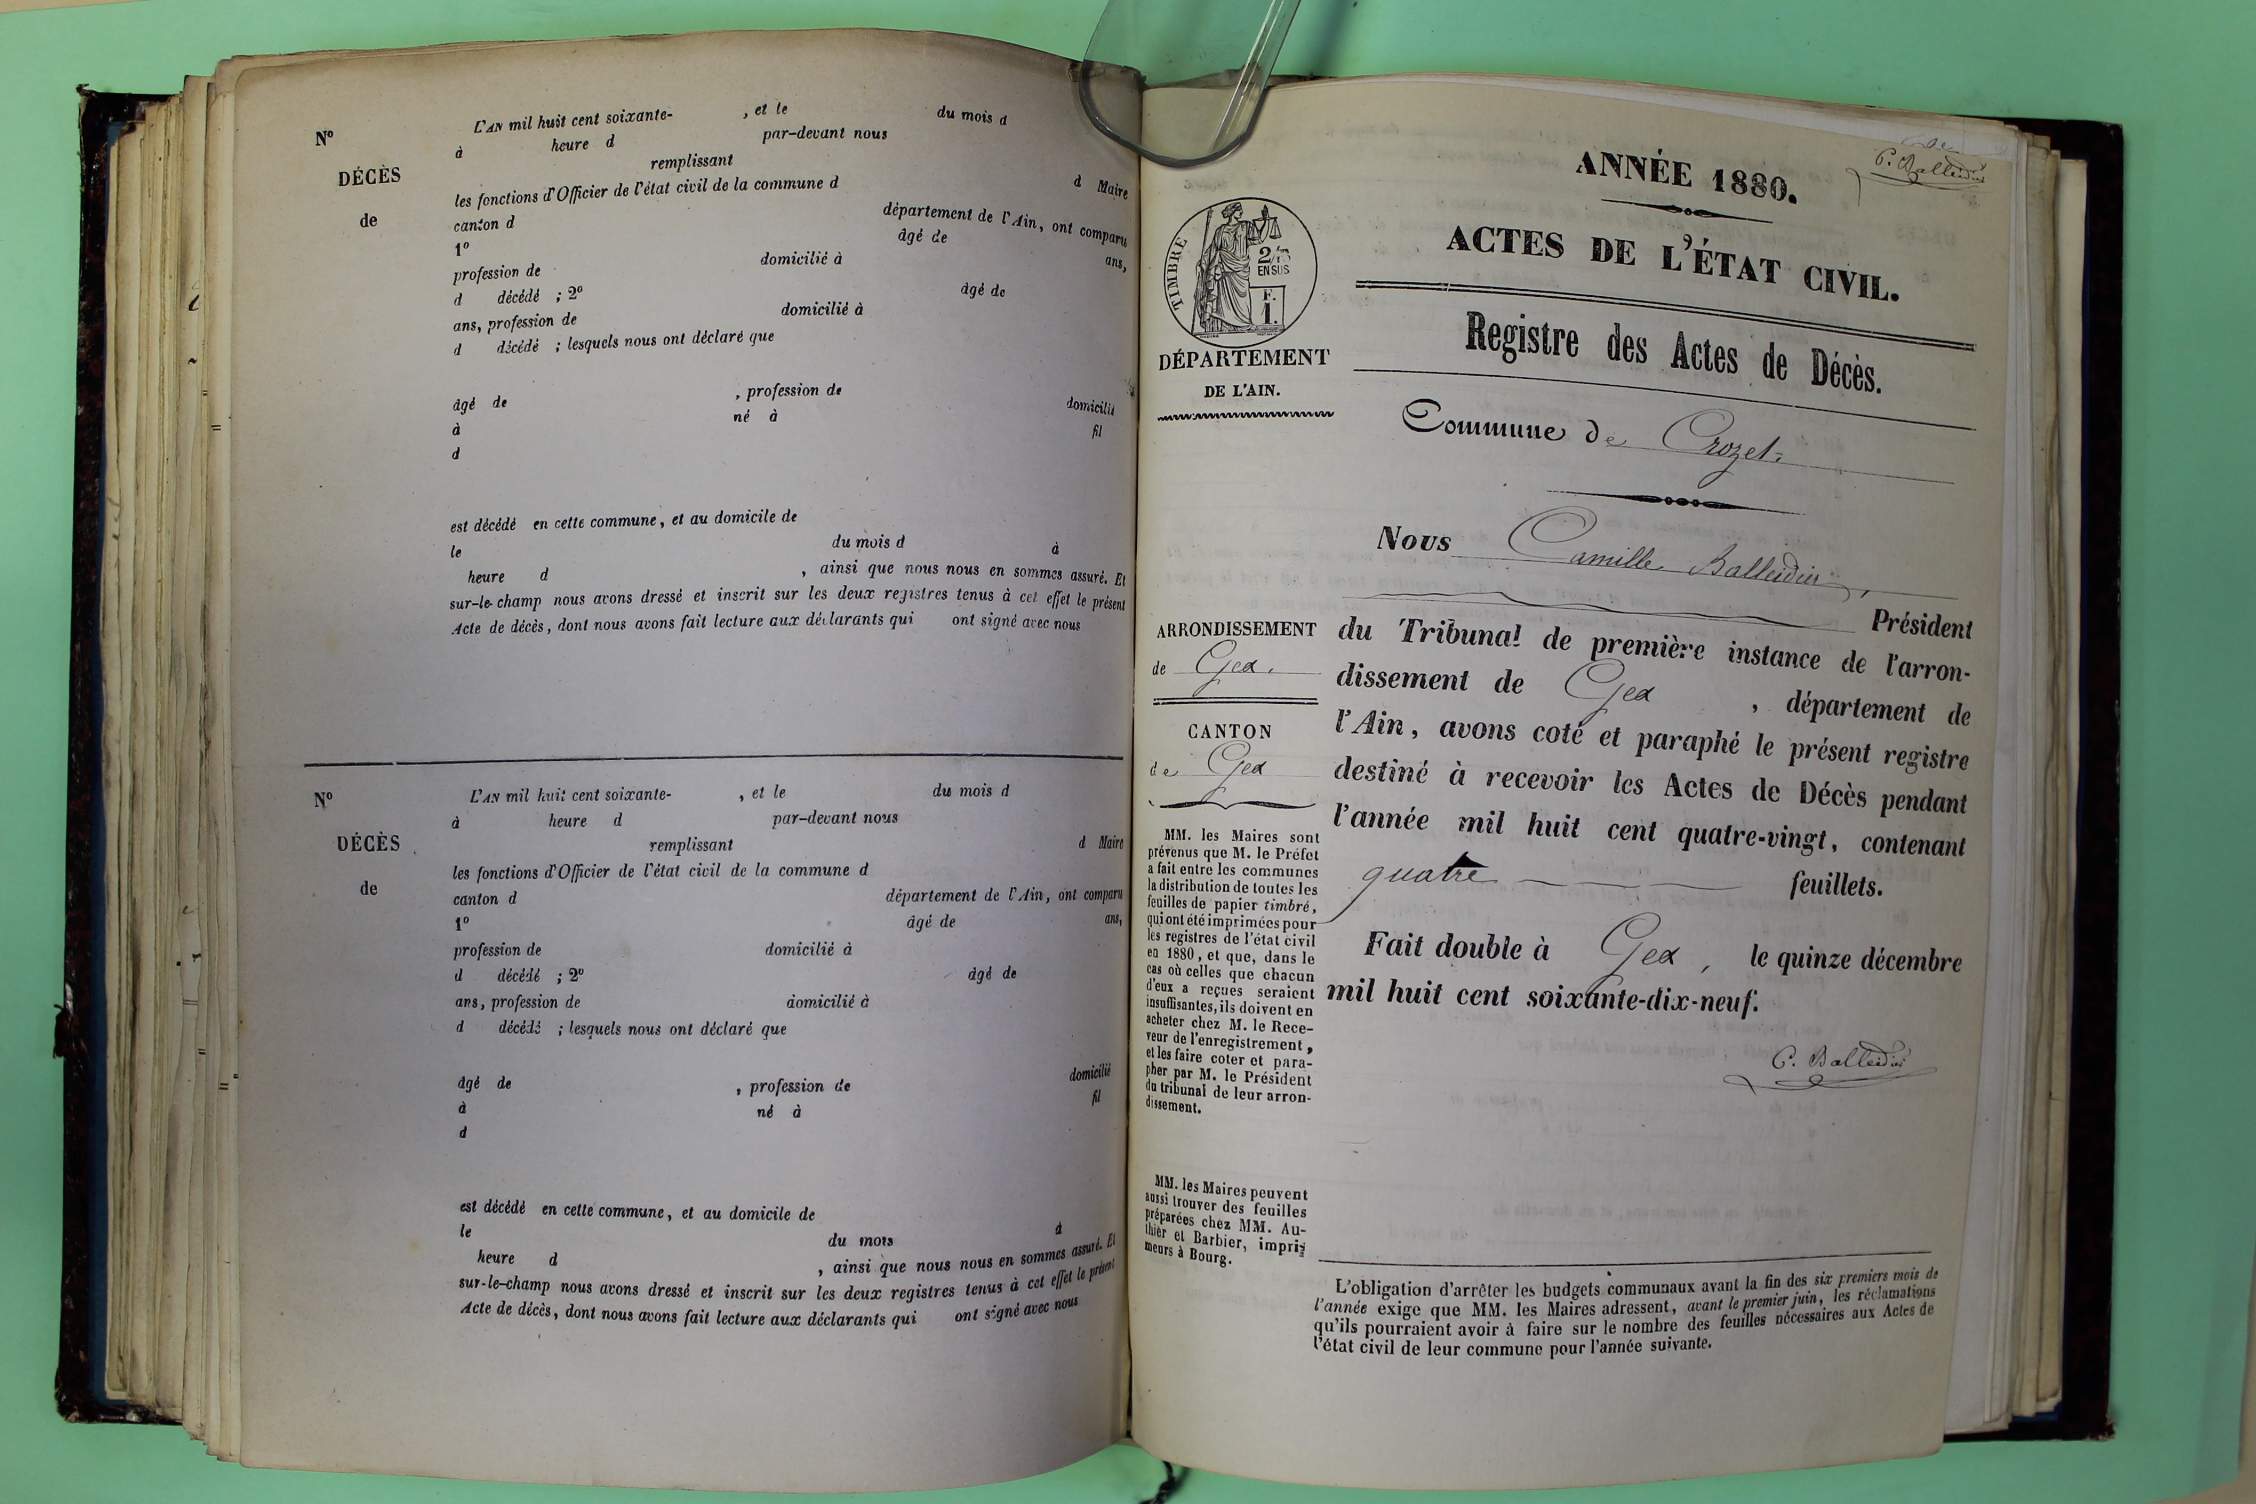 N° L'AN mil huit cent soixante- , et le du mois d
à heure d par-devant nous
DÉCÈS remplissant d Maire
les fonctions d'Officier de l'état civil de la commune d
de canton d département de l'Ain, ont comparu
1° âgé de ans,
profession de domicilié à
d décédé ; 2° âgé de
ans, profession de domicilié à
d décédé ; lesquels nous ont déclaré que
âgé de , profession de domicilié
à né à fil
d
est décédé en cette commune, et au domicile de
le du mois d à
heure d , ainsi que nous nous en sommes assuré. Et
sur-le-champ nous avons dressé et inscrit sur les deux registres tenus à cet effet le présent
Acte de décès, dont nous avons fait lecture aux déclarants qui ont signé avec nous
N° L'AN mil huit cent soixante- , et le du mois d
à heure d par-devant nous
DÉCÈS remplissant d Maire
les fonctions d'Officier de l'état civil de la commune d
de canton d département de l'Ain, ont comparu
1° âgé de ans,
profession de domicilié à
d décédé ; 2° âgé de
ans, profession de domicilié à
d décédé ; lesquels nous ont déclaré que
âgé de , profession de domicilié
à né à fil
d
est décédé en cette commune, et au domicile de
le du mois à
heure d , ainsi que nous nous en sommes assuré. Et
sur-le-champ nous avons dressé et inscrit sur les deux registres tenus à cet effet le présent
Acte de décès, dont nous avons fait lecture aux déclarants qui ont signé avec nous
C. Balleidier
TIMBRE
EN SUS
F.
1.
DÉPARTEMENT
DE L'AIN.
ARRONDISSEMENT
de Gex.
CANTON
de Gex
MM. les Maires sont
prévenus que M. le Préfet
a fait entre les communes
la distribution de toutes les
feuilles de papier timbré,
qui ont été imprimées pour
les registres de l'état civil
en 1880, et que, dans le
cas où celles que chacun
d'eux a reçues seraient
insuffisantes, ils doivent en
acheter chez M. le Rece-
veur de l'enregistrement,
et les faire coter et para-
pher par M. le Président
du tribunal de leur arron-
dissement.
MM. les Maires peuvent
aussi trouver des feuilles
préparées chez MM. Au-
thier et Barbier, impri-
meurs à Bourg.
ANNÉE 1880.
ACTES DE L'ÉTAT CIVIL.
Registre des Actes de Décès.
Commune de Crozet
Nous Camille Balleidier,
Président
du Tribunal de première instance de l'arron-
dissement de Gex , département de
l'Ain, avons coté et paraphé le présent registre
destiné à recevoir les Actes de Décès pendant
l'année mil huit cent quatre-vingt, contenant
quatre feuillets.
Fait double à Gex, le quinze décembre
mil huit cent soixante-dix-neuf.
C. Balleidier
L'obligation d'arrêter les budgets communaux avant la fin des six premiers mois de
l'année exige que MM. les Maires adressent, avant le premier juin, les réclamations
qu'ils pourraient avoir à faire sur le nombre des feuilles nécessaires aux Actes de
l'état civil de leur commune pour l'année suivante.